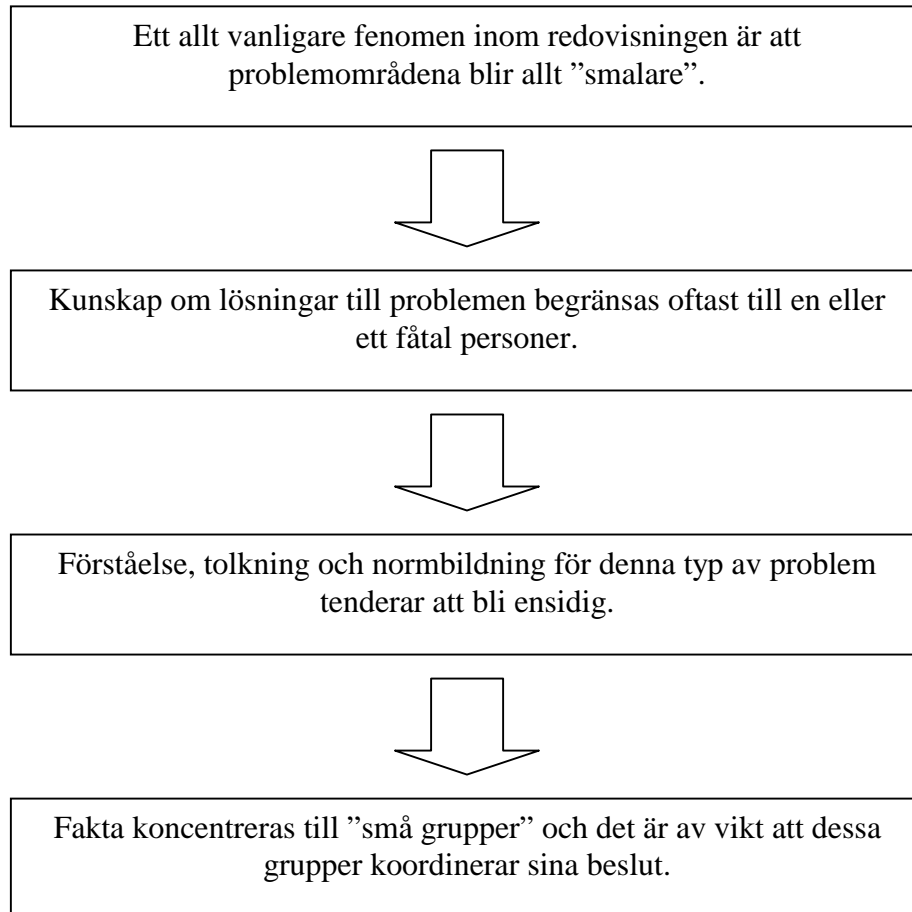 Ett allt vanligare fenomen inom redovisningen är att
problemområdena blir allt ”smalare”.
Kunskap om lösningar till problemen begränsas oftast till en eller
ett fåtal personer.
Förståelse, tolkning och normbildning för denna typ av problem
tenderar att bli ensidig.
Fakta koncentreras till ”små grupper” och det är av vikt att dessa
grupper koordinerar sina beslut.